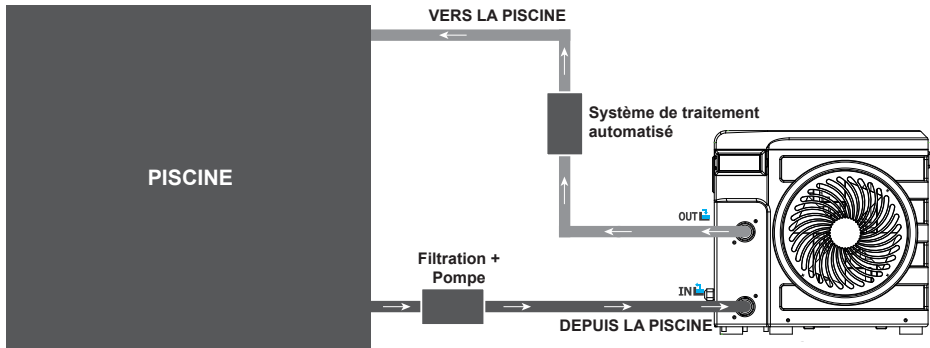 VERS LA PISCINE
Système de traitement
automatisé
PISCINE
OUT
Filtration +
Pompe
IN
DEPUIS LA PISCINE